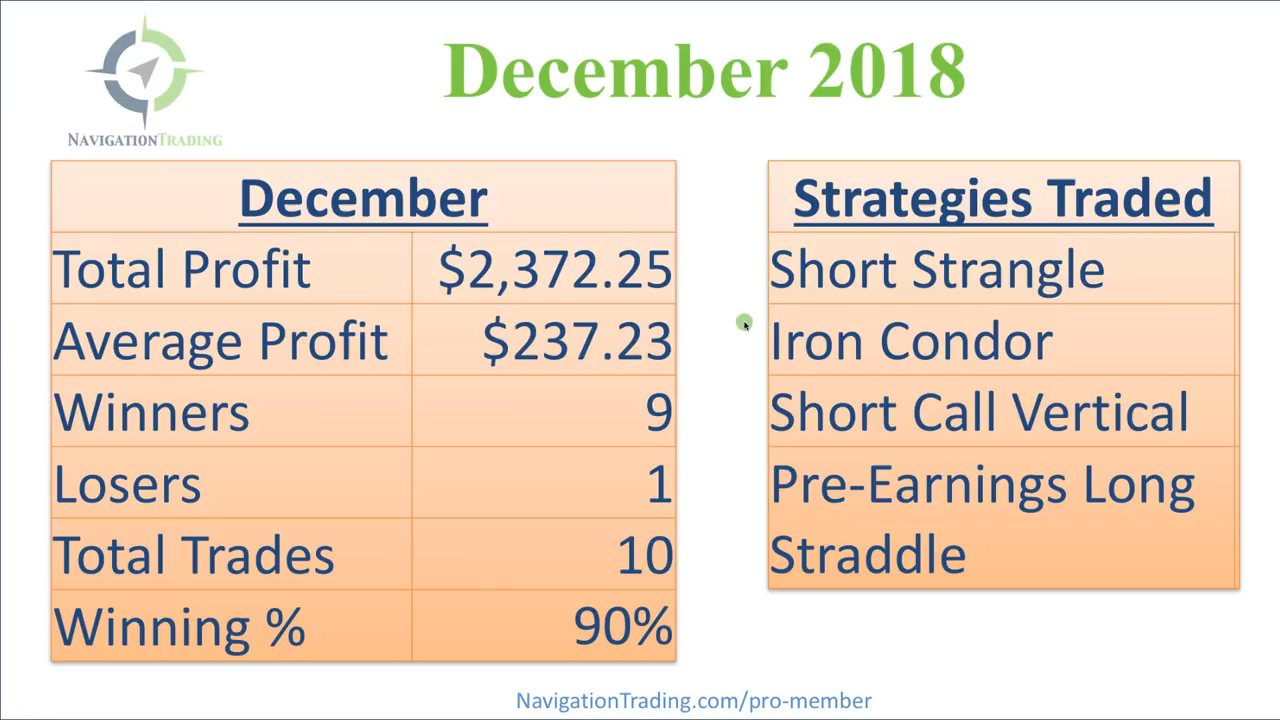 December 2018
NAVIGATIONTRADING
December
Total Profit $2,372.25
Average Profit $237.23
Winners 9
Losers 1
Total Trades 10
Winning % 90%
Strategies Traded
Short Strangle
Iron Condor
Short Call Vertical
Pre-Earnings Long
Straddle
NavigationTrading.com/pro-member